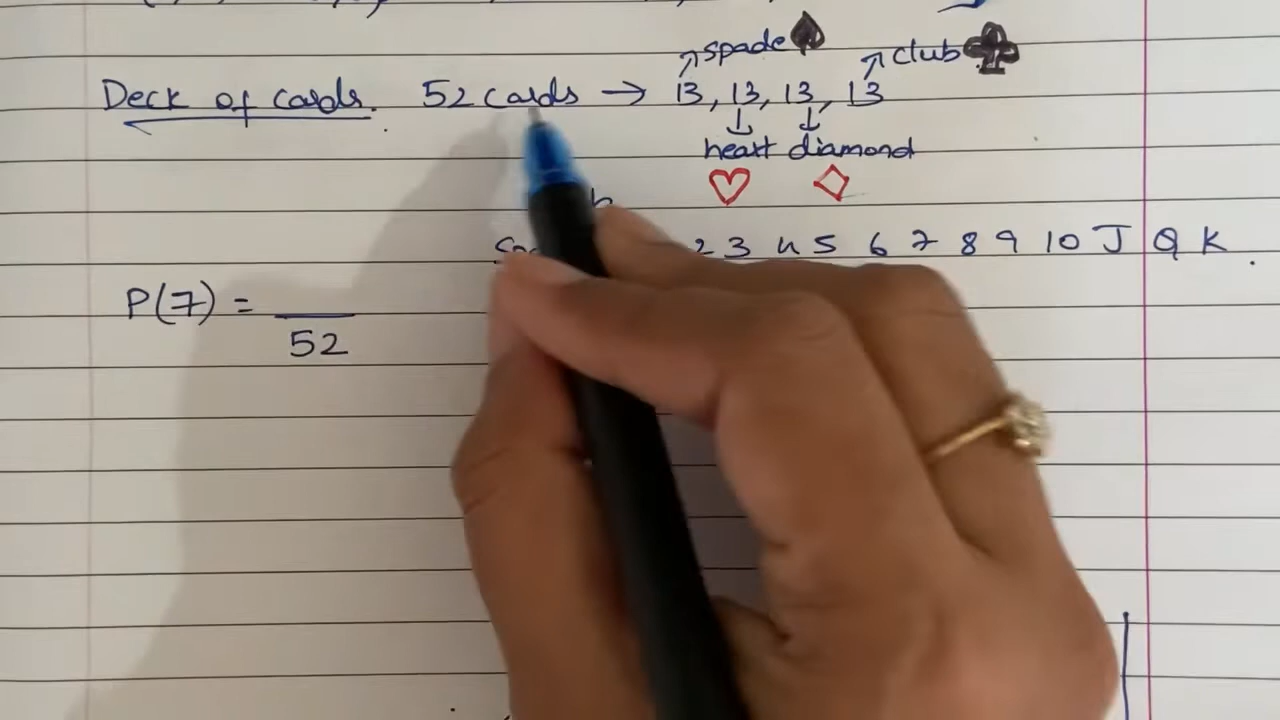 spade♠ club♣
Deck of cards. 52 cards → 13, 13, 13, 13
heart diamond
2 3 4 5 6 7 8 9 10 J Q K .
P(7) = 
52